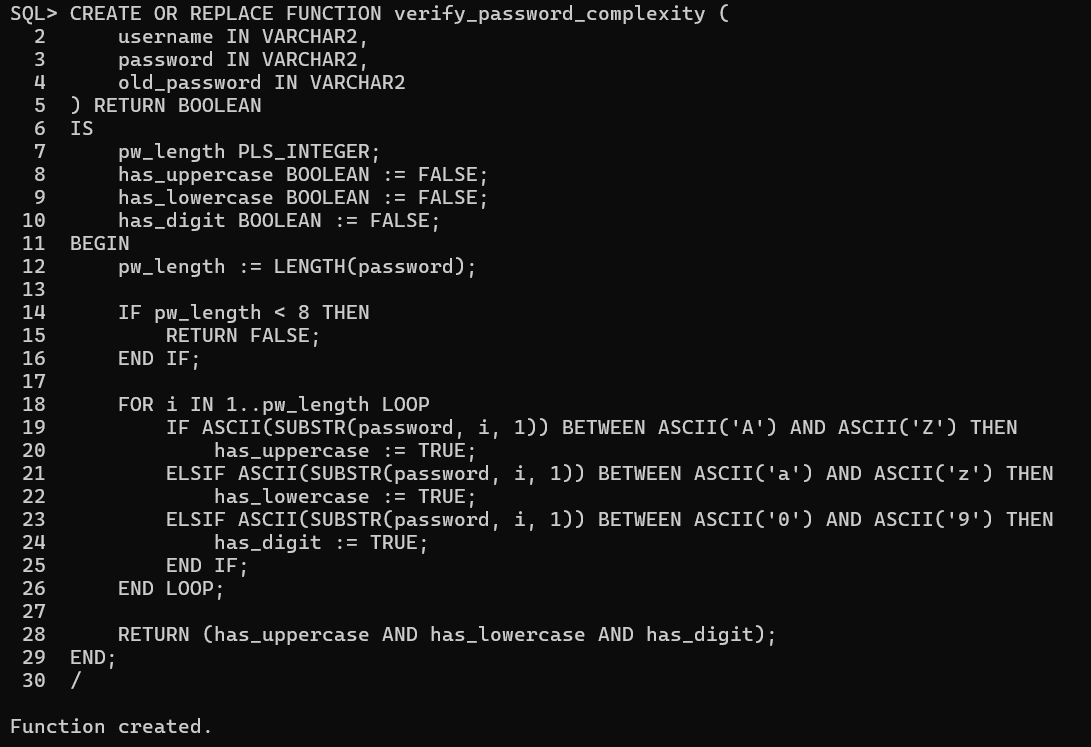 SQL> CREATE OR REPLACE FUNCTION verify_password_complexity (
  2      username IN VARCHAR2,
  3      password IN VARCHAR2,
  4      old_password IN VARCHAR2
  5  ) RETURN BOOLEAN
  6  IS
  7      pw_length PLS_INTEGER;
  8      has_uppercase BOOLEAN := FALSE;
  9      has_lowercase BOOLEAN := FALSE;
 10      has_digit BOOLEAN := FALSE;
 11  BEGIN
 12      pw_length := LENGTH(password);
 13
 14      IF pw_length < 8 THEN
 15          RETURN FALSE;
 16      END IF;
 17
 18      FOR i IN 1..pw_length LOOP
 19          IF ASCII(SUBSTR(password, i, 1)) BETWEEN ASCII('A') AND ASCII('Z') THEN
 20              has_uppercase := TRUE;
 21          ELSIF ASCII(SUBSTR(password, i, 1)) BETWEEN ASCII('a') AND ASCII('z') THEN
 22              has_lowercase := TRUE;
 23          ELSIF ASCII(SUBSTR(password, i, 1)) BETWEEN ASCII('0') AND ASCII('9') THEN
 24              has_digit := TRUE;
 25          END IF;
 26      END LOOP;
 27
 28      RETURN (has_uppercase AND has_lowercase AND has_digit);
 29  END;
 30  /

Function created.